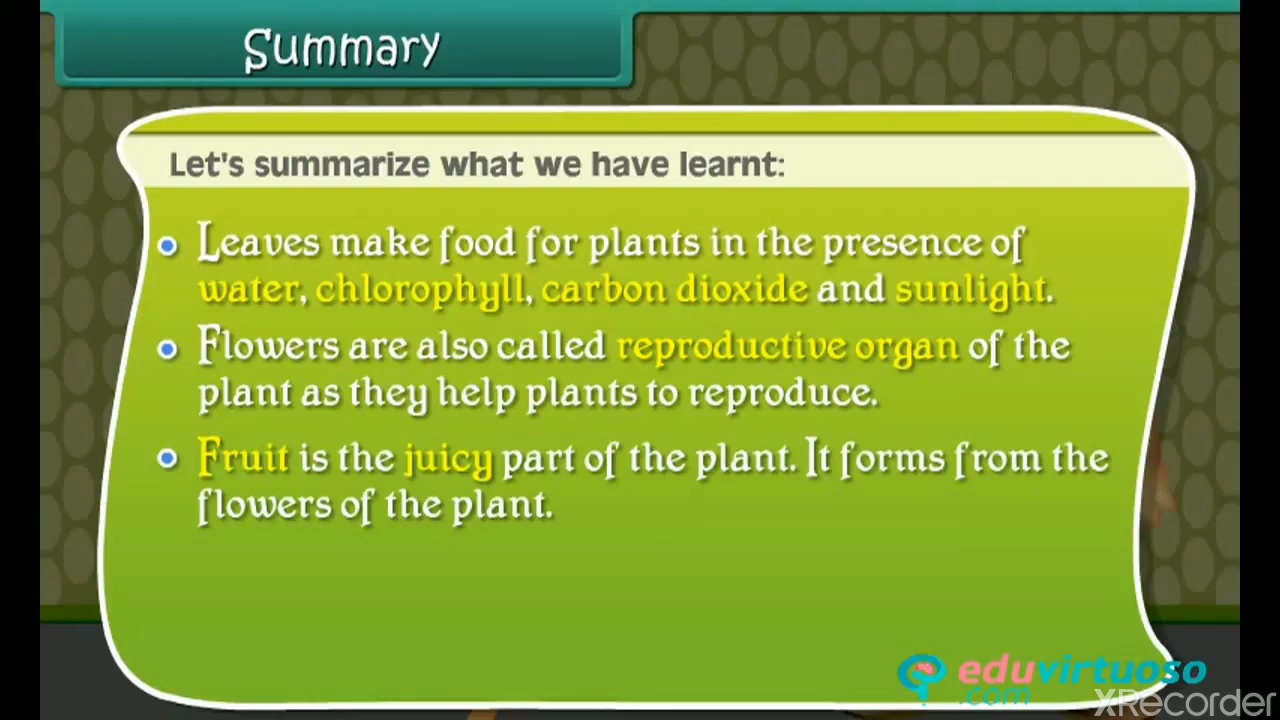 Summary
Let's summarize what we have learnt:
Leaves make food for plants in the presence of
water, chlorophyll, carbon dioxide and sunlight.
Flowers are also called reproductive organ of the
plant as they help plants to reproduce.
Fruit is the juicy part of the plant. It forms from the
flowers of the plant.
eduvirtuoso
.com
XRecorder